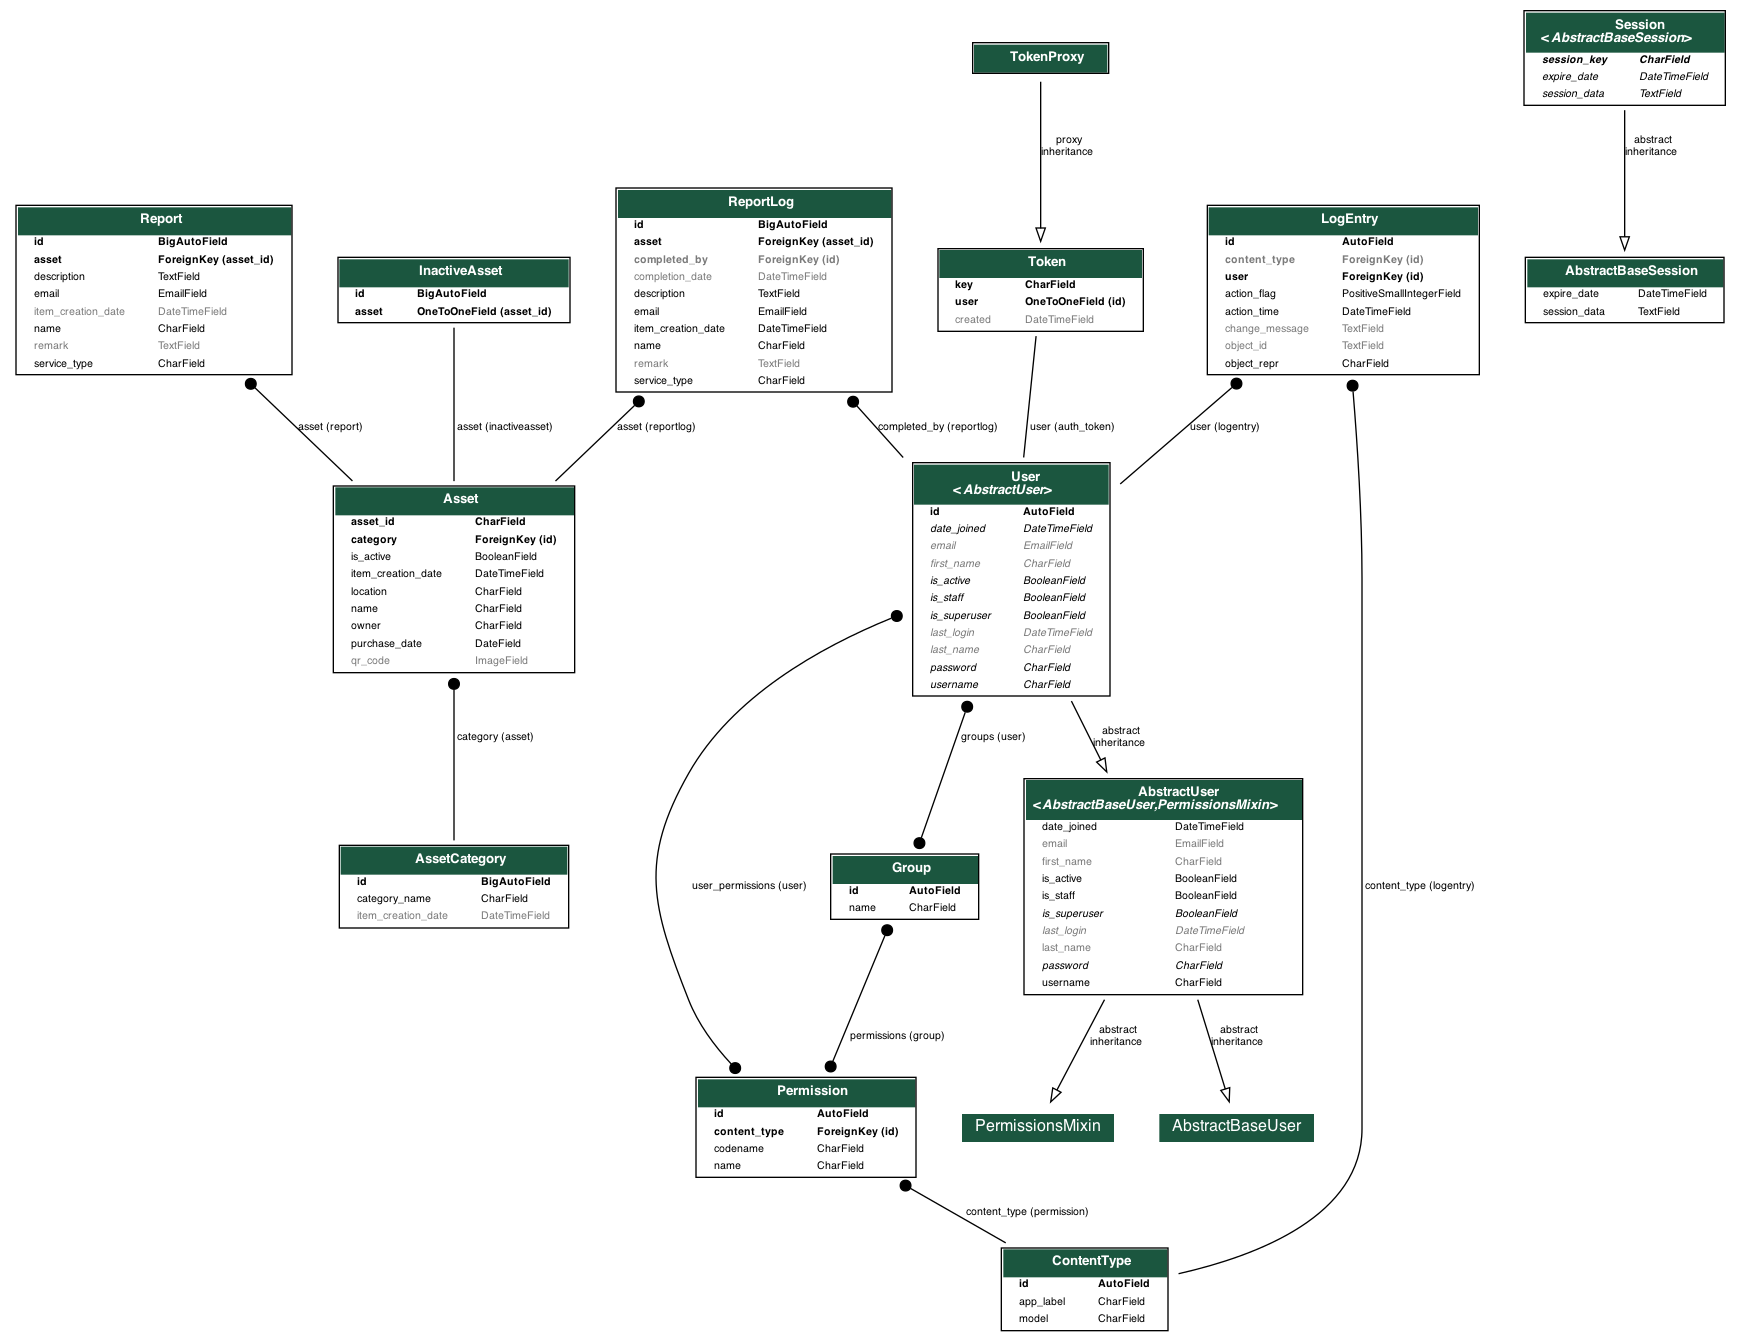 Session
<AbstractBaseSession>
session_key CharField
expire_date DateTimeField
session_data TextField
TokenProxy
proxy
inheritance
abstract
inheritance
Report
id BigAutoField
asset ForeignKey (asset_id)
description TextField
email EmailField
item_creation_date DateTimeField
name CharField
remark TextField
service_type CharField
InactiveAsset
id BigAutoField
asset OneToOneField (asset_id)
ReportLog
id BigAutoField
asset ForeignKey (asset_id)
completed_by ForeignKey (id)
completion_date DateTimeField
description TextField
email EmailField
item_creation_date DateTimeField
name CharField
remark TextField
service_type CharField
Token
key CharField
user OneToOneField (id)
created DateTimeField
LogEntry
id AutoField
content_type ForeignKey (id)
user ForeignKey (id)
action_flag PositiveSmallIntegerField
action_time DateTimeField
change_message TextField
object_id TextField
object_repr CharField
AbstractBaseSession
expire_date DateTimeField
session_data TextField
asset (report)
asset (inactiveasset)
asset (reportlog)
completed_by (reportlog)
user (auth_token)
user (logentry)
Asset
asset_id CharField
category ForeignKey (id)
is_active BooleanField
item_creation_date DateTimeField
location CharField
name CharField
owner CharField
purchase_date DateField
qr_code ImageField
User
<AbstractUser>
id AutoField
date_joined DateTimeField
email EmailField
first_name CharField
is_active BooleanField
is_staff BooleanField
is_superuser BooleanField
last_login DateTimeField
last_name CharField
password CharField
username CharField
category (asset)
groups (user)
abstract
inheritance
AssetCategory
id BigAutoField
category_name CharField
item_creation_date DateTimeField
user_permissions (user)
Group
id AutoField
name CharField
AbstractUser
<AbstractBaseUser,PermissionsMixin>
date_joined DateTimeField
email EmailField
first_name CharField
is_active BooleanField
is_staff BooleanField
is_superuser BooleanField
last_login DateTimeField
last_name CharField
password CharField
username CharField
content_type (logentry)
permissions (group)
abstract
inheritance
abstract
inheritance
Permission
id AutoField
content_type ForeignKey (id)
codename CharField
name CharField
PermissionsMixin
AbstractBaseUser
content_type (permission)
ContentType
id AutoField
app_label CharField
model CharField